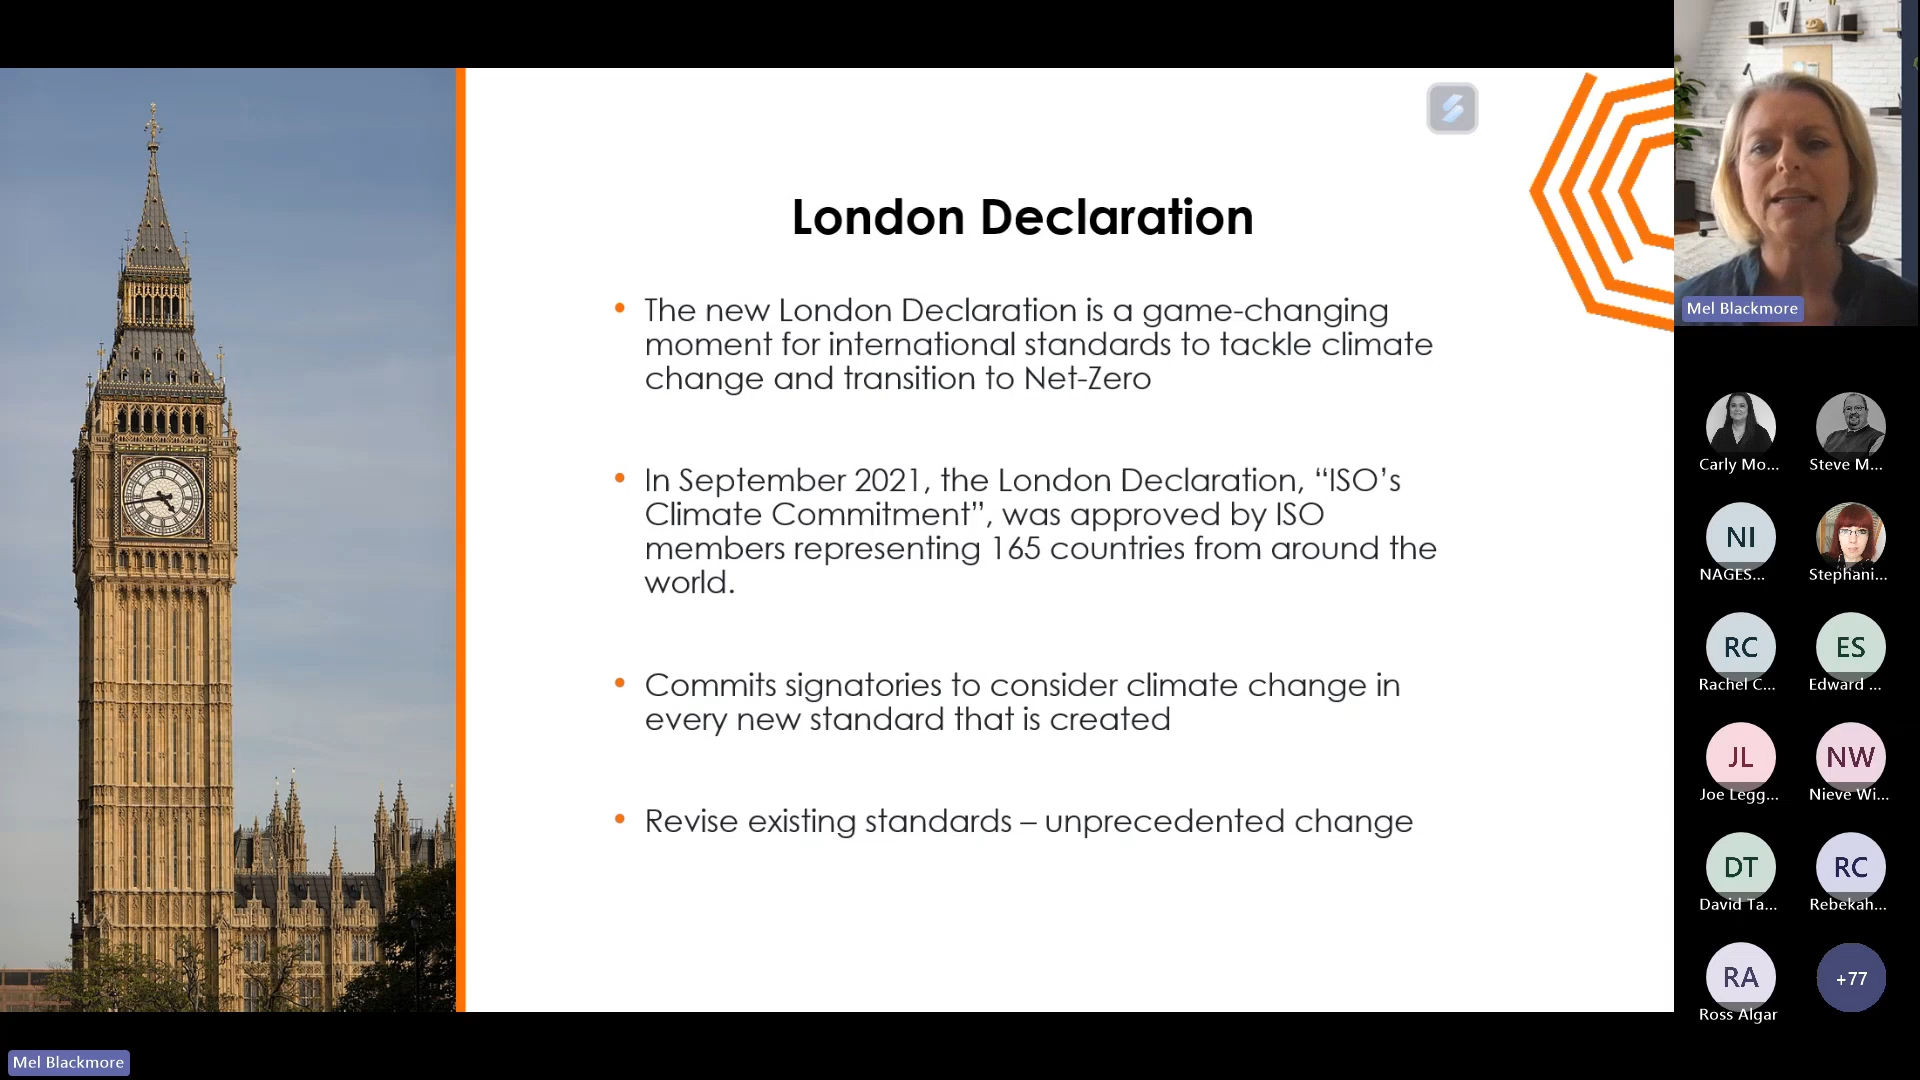 London Declaration
• The new London Declaration is a game-changing
moment for international standards to tackle climate
change and transition to Net-Zero
• In September 2021, the London Declaration, “ISO’s
Climate Commitment”, was approved by ISO
members representing 165 countries from around the
world.
• Commits signatories to consider climate change in
every new standard that is created
• Revise existing standards – unprecedented change
Mel Blackmore
Carly Mo...
Steve M...
NI
NAGES...
Stephani...
RC
Rachel C...
ES
Edward ...
JL
Joe Legg...
NW
Nieve Wi...
DT
David Ta...
RC
Rebekah...
RA
Ross Algar
+77
Mel Blackmore